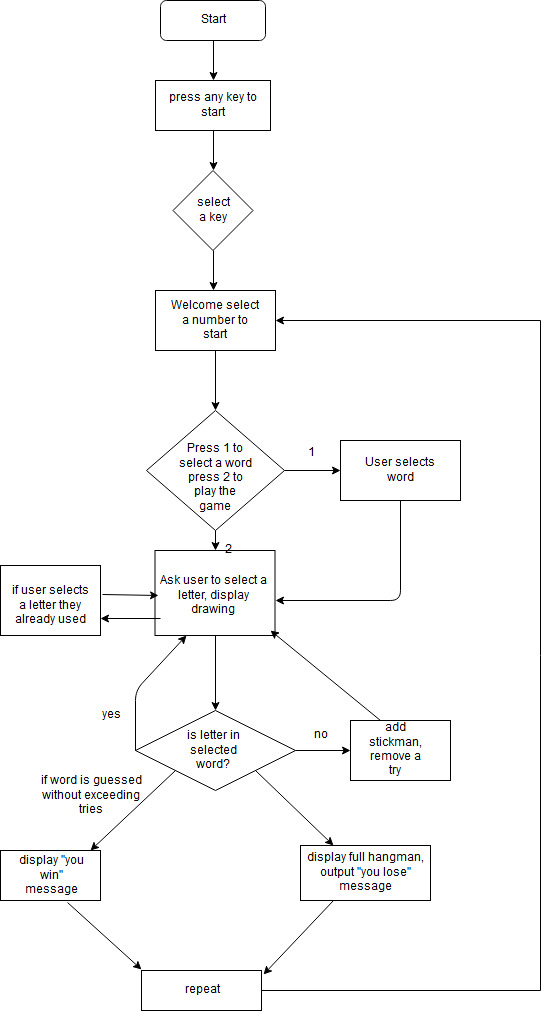 Start
press any key to
start
select
a key
Welcome select
a number to
start
Press 1 to
select a word
press 2 to
play the
game
1
User selects
word
2
Ask user to select a
letter, display
drawing
if user selects
a letter they
already used
yes
is letter in
selected
word?
no
add
stickman,
remove a
try
if word is guessed
without exceeding
tries
display "you
win"
message
display full hangman,
output "you lose"
message
repeat